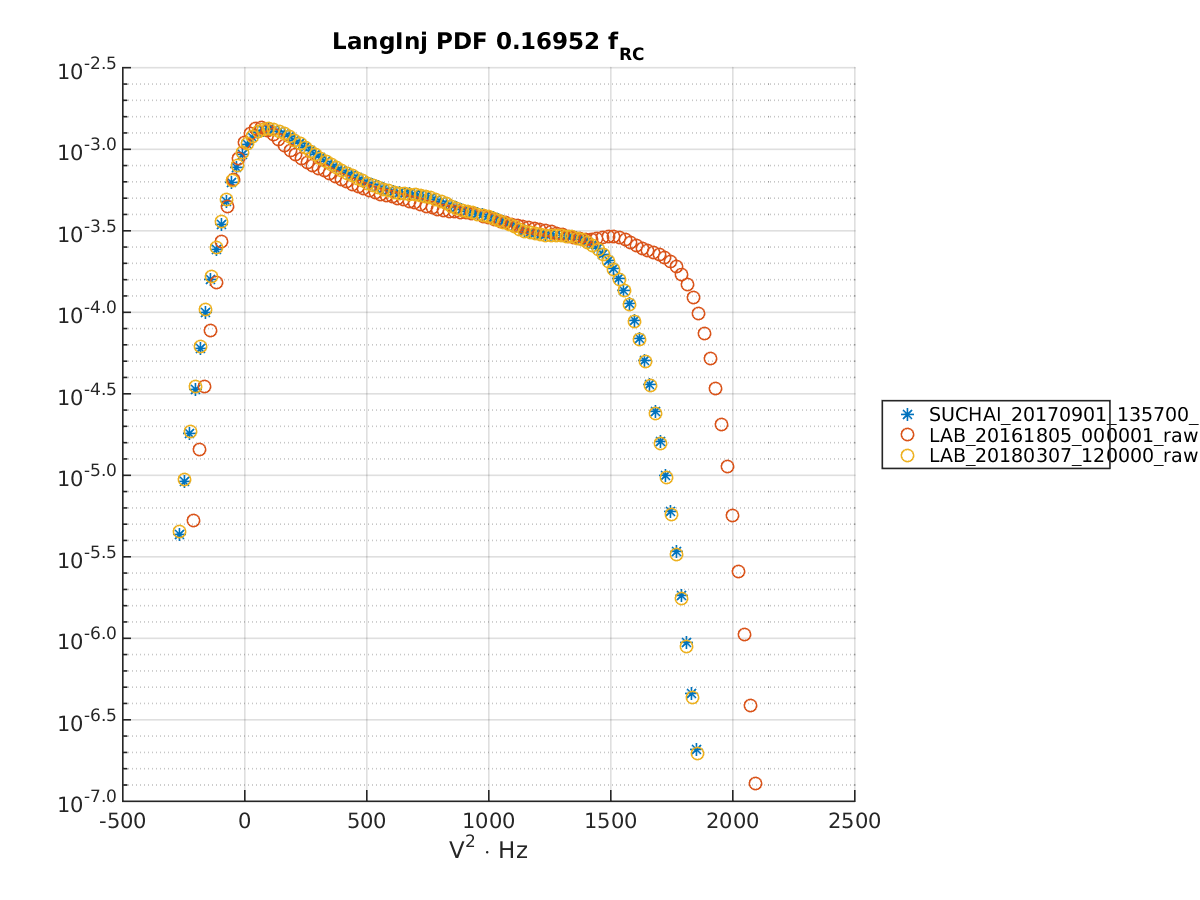 LangInj PDF 0.16952 f_RC
10^-2.5
10^-3.0
10^-3.5
10^-4.0
10^-4.5
10^-5.0
10^-5.5
10^-6.0
10^-6.5
10^-7.0
-500 0 500 1000 1500 2000 2500
V^2 · Hz
SUCHAI_20170901_135700_
LAB_20161805_000001_raw
LAB_20180307_120000_raw